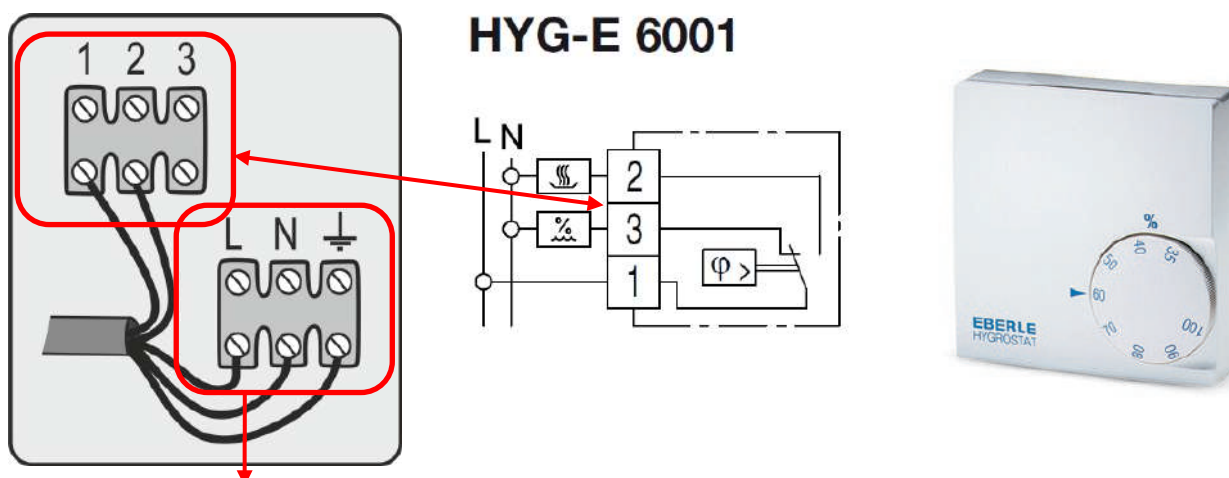 HYG-E 6001
1 2 3
L N
L N
2
%
3
φ >
1
%
35
40
50
60
70
80
90
100
EBERLE
HYGROSTAT